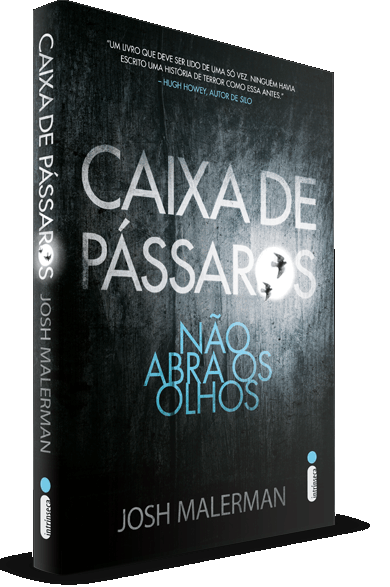 CAIXA DE PÁSSAROS
JOSH MALERMAN
intrínseca
"UM LIVRO QUE DEVE SER LIDO DE UMA SÓ VEZ. NINGUÉM HAVIA
ESCRITO UMA HISTÓRIA DE TERROR COMO ESSA ANTES."
– HUGH HOWEY, AUTOR DE SILO
CAIXA DE
PÁSSAROS
NÃO
ABRA OS
OLHOS
JOSH MALERMAN
intrínseca